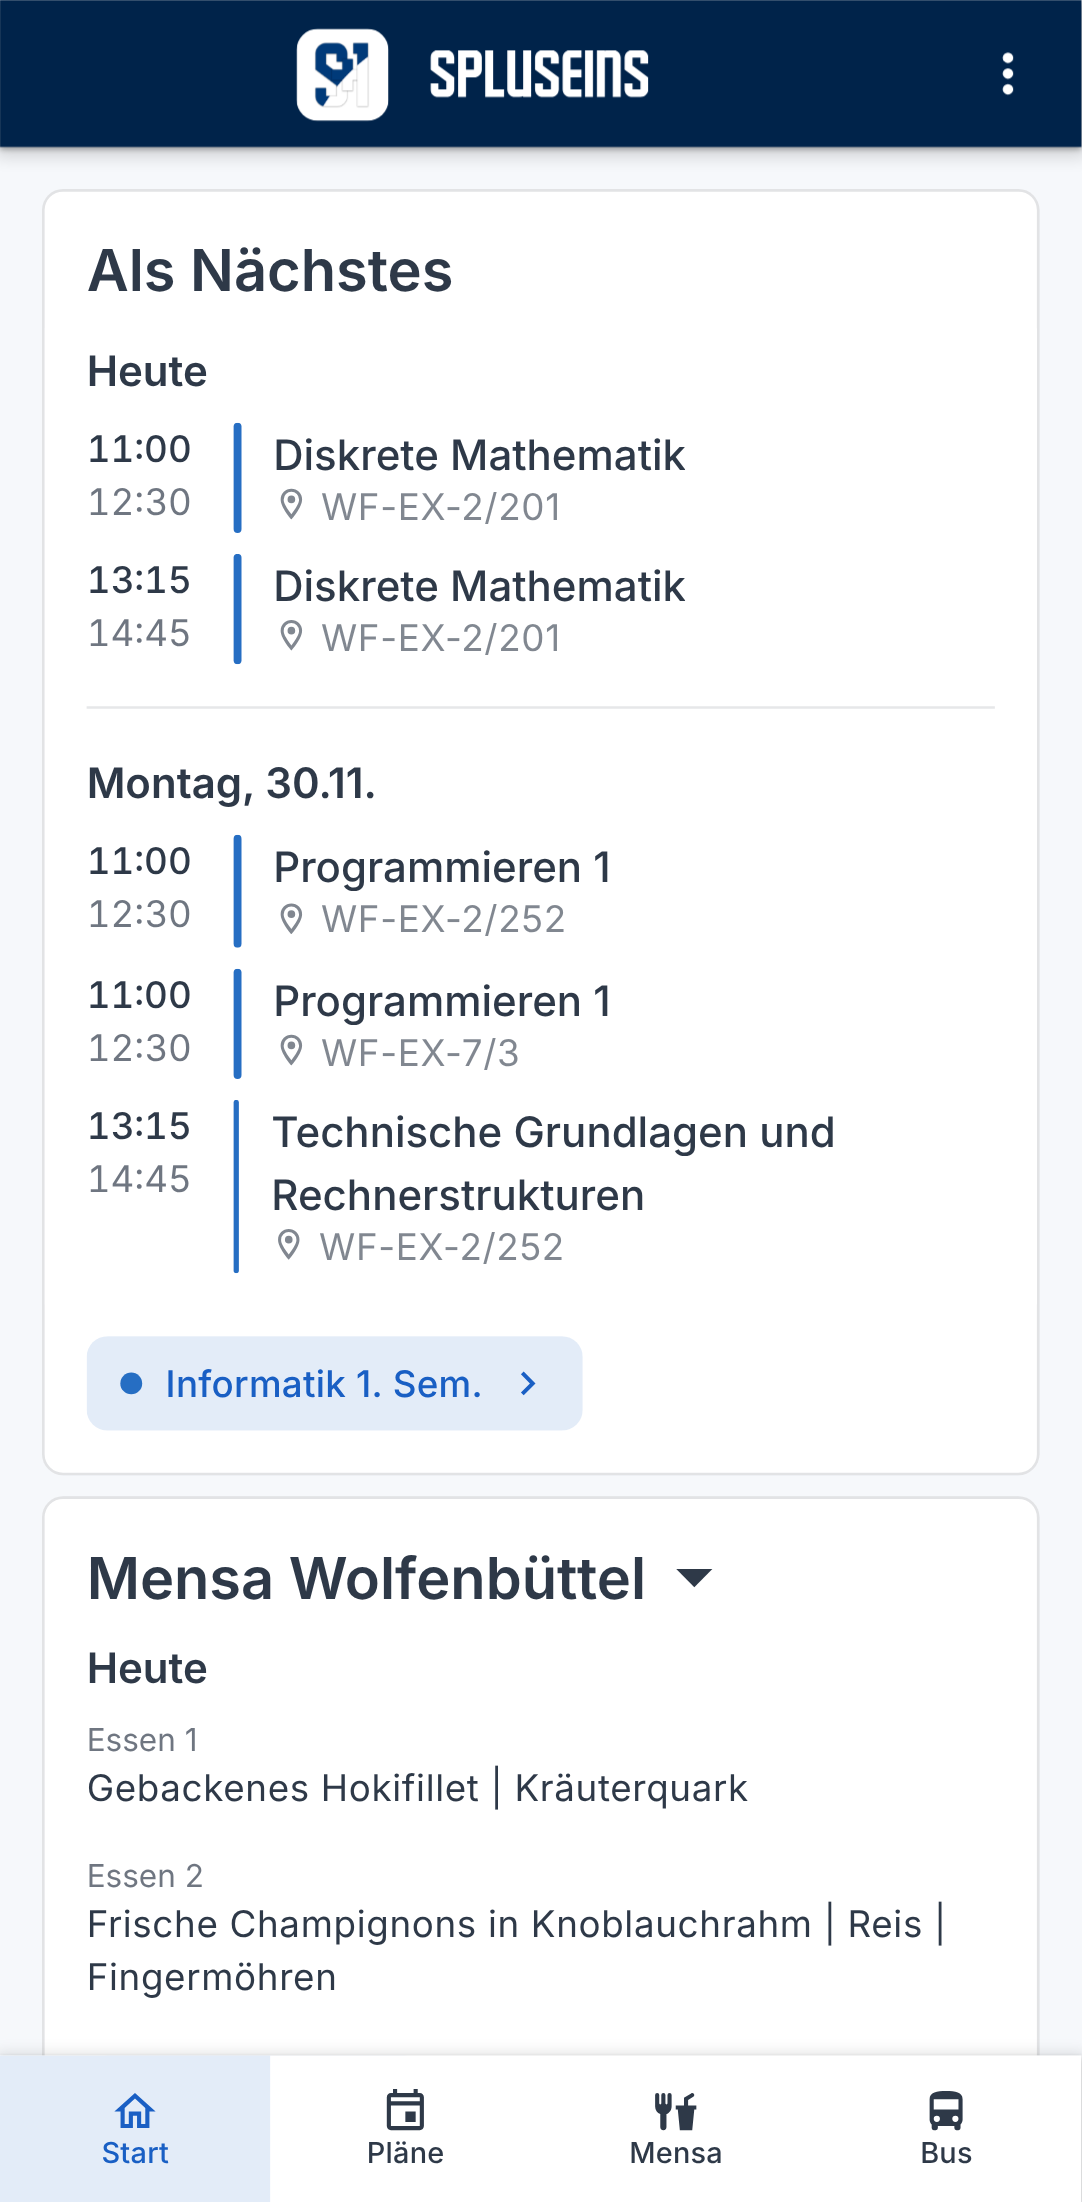 SPLUSEINS
Als Nächstes
Heute
11:00
12:30
Diskrete Mathematik
WF-EX-2/201
13:15
14:45
Diskrete Mathematik
WF-EX-2/201
Montag, 30.11.
11:00
12:30
Programmieren 1
WF-EX-2/252
11:00
12:30
Programmieren 1
WF-EX-7/3
13:15
14:45
Technische Grundlagen und
Rechnerstrukturen
WF-EX-2/252
Informatik 1. Sem.
Mensa Wolfenbüttel
Heute
Essen 1
Gebackenes Hokifillet | Kräuterquark
Essen 2
Frische Champignons in Knoblauchrahm | Reis |
Fingermöhren
Start
Pläne
Mensa
Bus